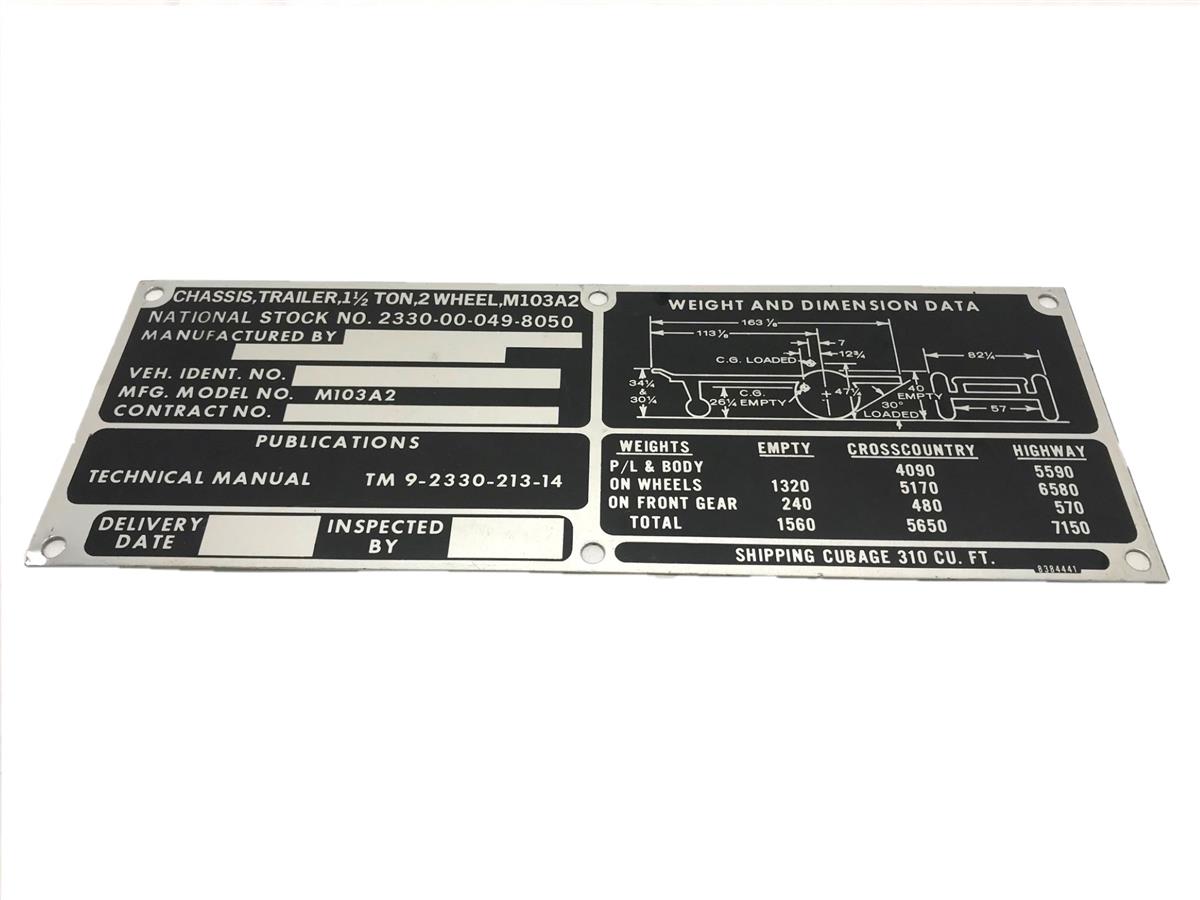 CHASSIS,TRAILER,1½ TON,2 WHEEL,M103A2
NATIONAL STOCK NO. 2330-00-049-8050
MANUFACTURED BY
VEH. IDENT. NO.
MFG. MODEL NO. M103A2
CONTRACT NO.
PUBLICATIONS
TECHNICAL MANUAL TM 9-2330-213-14
DELIVERY DATE
INSPECTED BY
WEIGHT AND DIMENSION DATA
163 ⅛
113 ⅛
7
C.G. LOADED
12¾
82¼
34¼
&
30¼
C.G.
EMPTY
26¼
47½
40
EMPTY
30°
LOADED
57
WEIGHTS EMPTY CROSSCOUNTRY HIGHWAY
P/L & BODY 4090 5590
ON WHEELS 1320 5170 6580
ON FRONT GEAR 240 480 570
TOTAL 1560 5650 7150
SHIPPING CUBAGE 310 CU. FT.
8384441